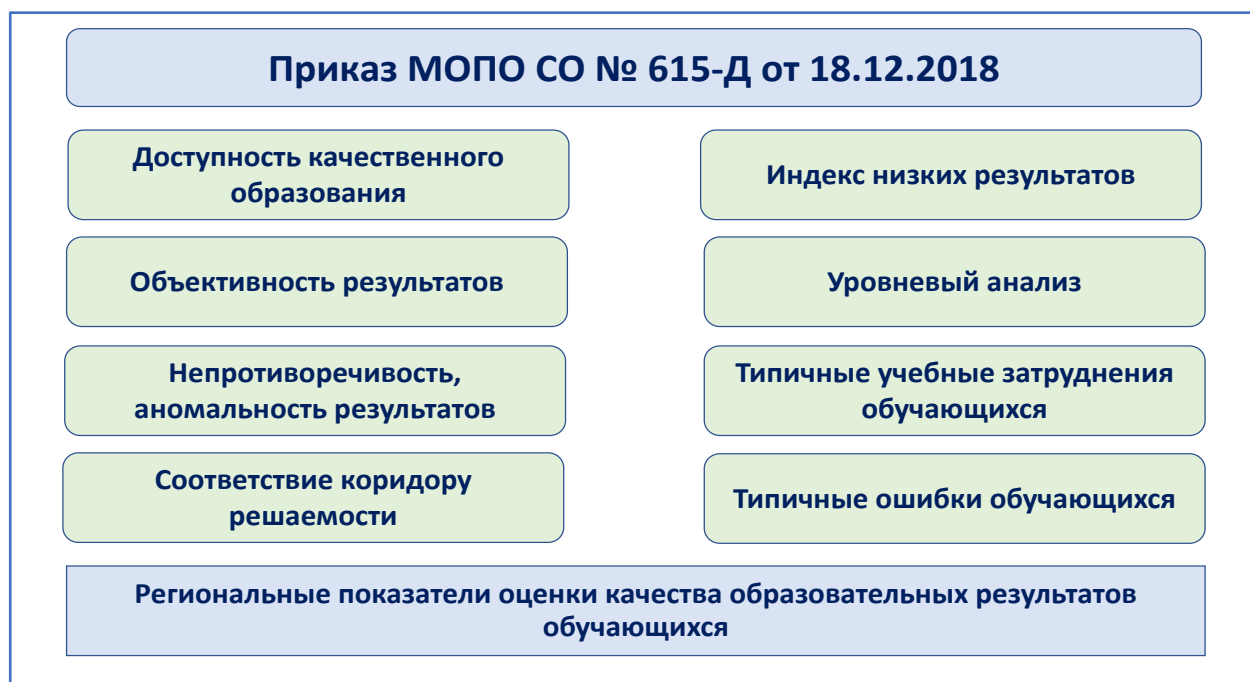 Приказ МОПО СО № 615-Д от 18.12.2018
Доступность качественного
образования
Индекс низких результатов
Объективность результатов
Уровневый анализ
Непротиворечивость,
аномальность результатов
Типичные учебные затруднения
обучающихся
Соответствие коридору
решаемости
Типичные ошибки обучающихся
Региональные показатели оценки качества образовательных результатов
обучающихся